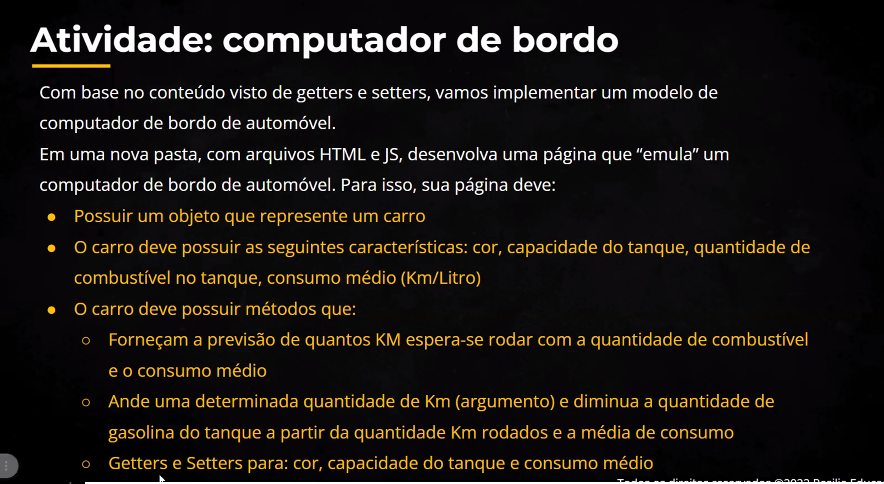 Atividade: computador de bordo
Com base no conteúdo visto de getters e setters, vamos implementar um modelo de
computador de bordo de automóvel.
Em uma nova pasta, com arquivos HTML e JS, desenvolva uma página que “emula” um
computador de bordo de automóvel. Para isso, sua página deve:
● Possuir um objeto que represente um carro
● O carro deve possuir as seguintes características: cor, capacidade do tanque, quantidade de
combustível no tanque, consumo médio (Km/Litro)
● O carro deve possuir métodos que:
○ Forneçam a previsão de quantos KM espera-se rodar com a quantidade de combustível
e o consumo médio
○ Ande uma determinada quantidade de Km (argumento) e diminua a quantidade de
gasolina do tanque a partir da quantidade Km rodados e a média de consumo
○ Getters e Setters para: cor, capacidade do tanque e consumo médio